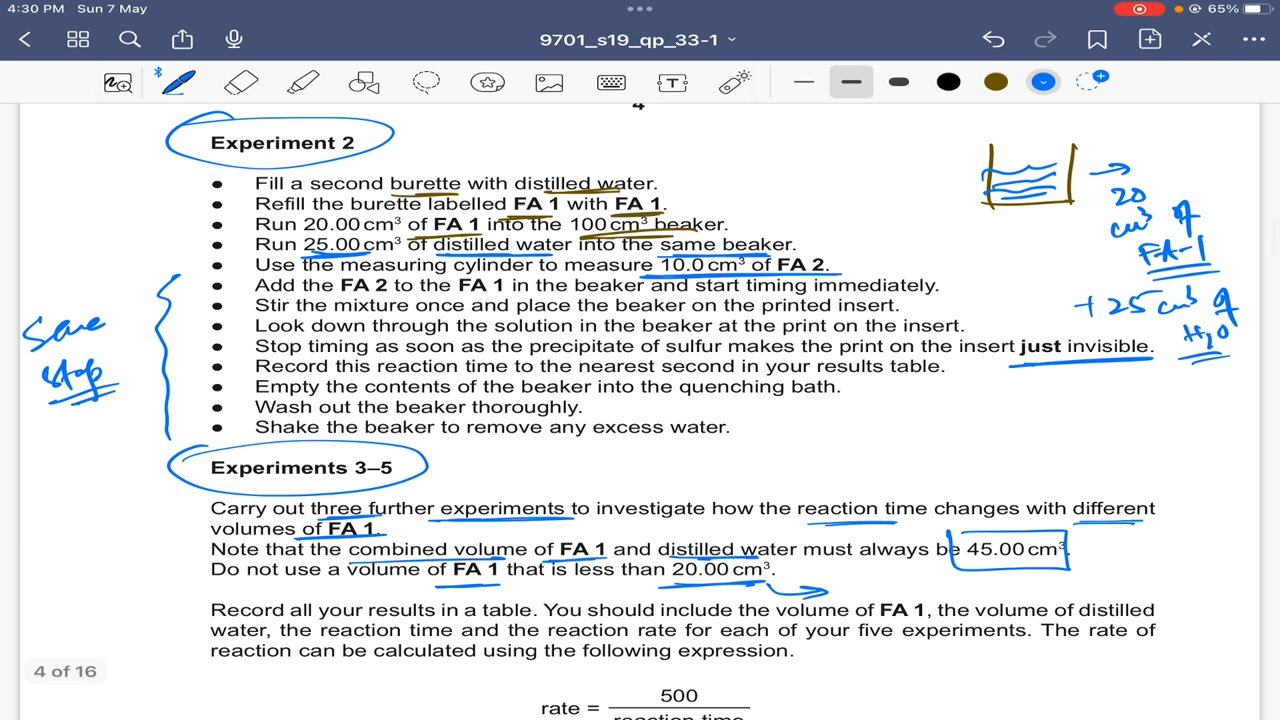 4:30 PM Sun 7 May
65%
9701_s19_qp_33-1
Experiment 2
• Fill a second burette with distilled water.
• Refill the burette labelled FA 1 with FA 1.
• Run 20.00 cm³ of FA 1 into the 100 cm³ beaker.
• Run 25.00 cm³ of distilled water into the same beaker.
• Use the measuring cylinder to measure 10.0 cm³ of FA 2.
• Add the FA 2 to the FA 1 in the beaker and start timing immediately.
• Stir the mixture once and place the beaker on the printed insert.
• Look down through the solution in the beaker at the print on the insert.
• Stop timing as soon as the precipitate of sulfur makes the print on the insert just invisible.
• Record this reaction time to the nearest second in your results table.
• Empty the contents of the beaker into the quenching bath.
• Wash out the beaker thoroughly.
• Shake the beaker to remove any excess water.
20
cm³ of
FA-1
+ 25 cm³ of
H₂O
Same
stop
Experiments 3–5
Carry out three further experiments to investigate how the reaction time changes with different
volumes of FA 1.
Note that the combined volume of FA 1 and distilled water must always be 45.00 cm³.
Do not use a volume of FA 1 that is less than 20.00 cm³.
Record all your results in a table. You should include the volume of FA 1, the volume of distilled
water, the reaction time and the reaction rate for each of your five experiments. The rate of
reaction can be calculated using the following expression.
4 of 16
rate = 500
reaction time